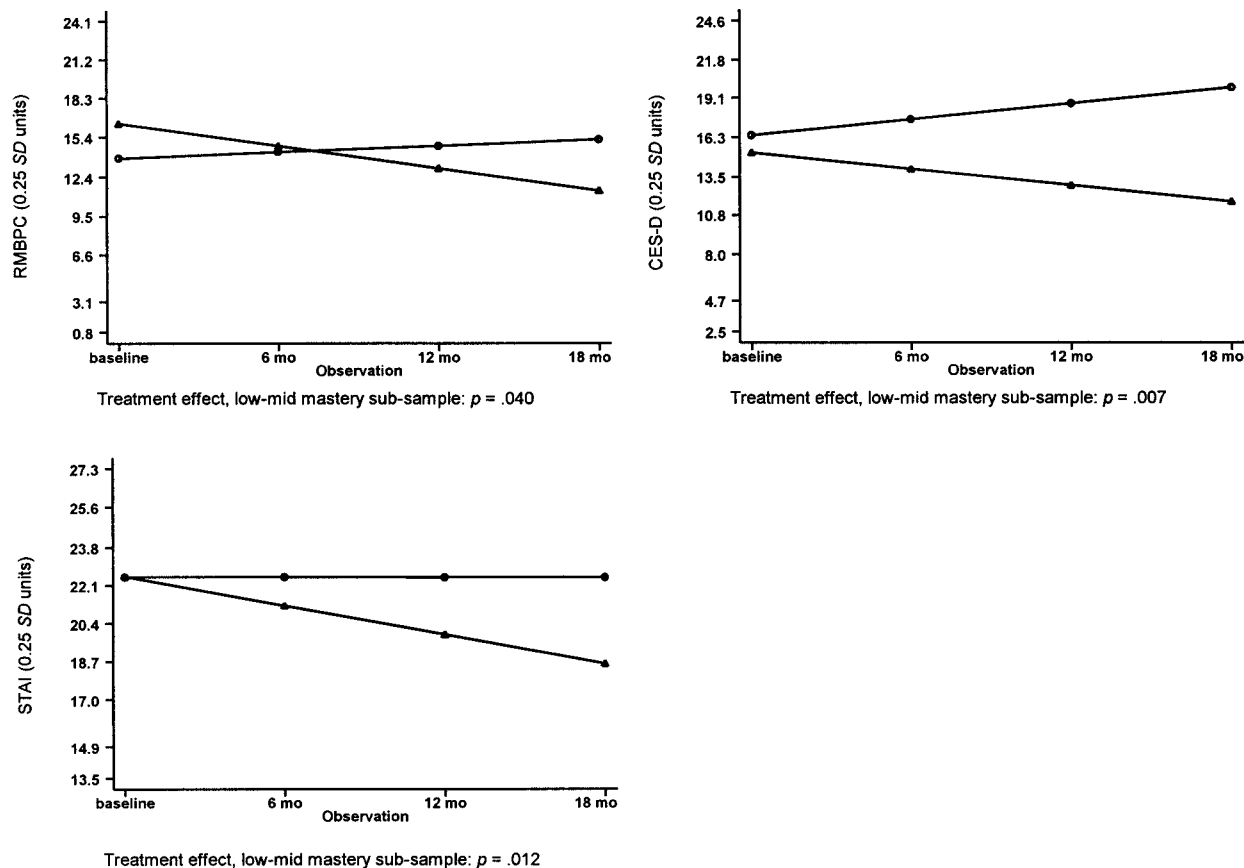 24.1
21.2
18.3
15.4
12.4
9.5
6.6
3.1
0.8
RMBPC (0.25 SD units)
baseline 6 mo 12 mo 18 mo
Observation
Treatment effect, low-mid mastery sub-sample: p = .040
24.6
21.8
19.1
16.3
13.5
10.8
8.0
4.7
2.5
CES-D (0.25 SD units)
baseline 6 mo 12 mo 18 mo
Observation
Treatment effect, low-mid mastery sub-sample: p = .007
27.3
25.6
23.8
22.1
20.4
18.7
17.0
14.9
13.5
STAI (0.25 SD units)
baseline 6 mo 12 mo 18 mo
Observation
Treatment effect, low-mid mastery sub-sample: p = .012